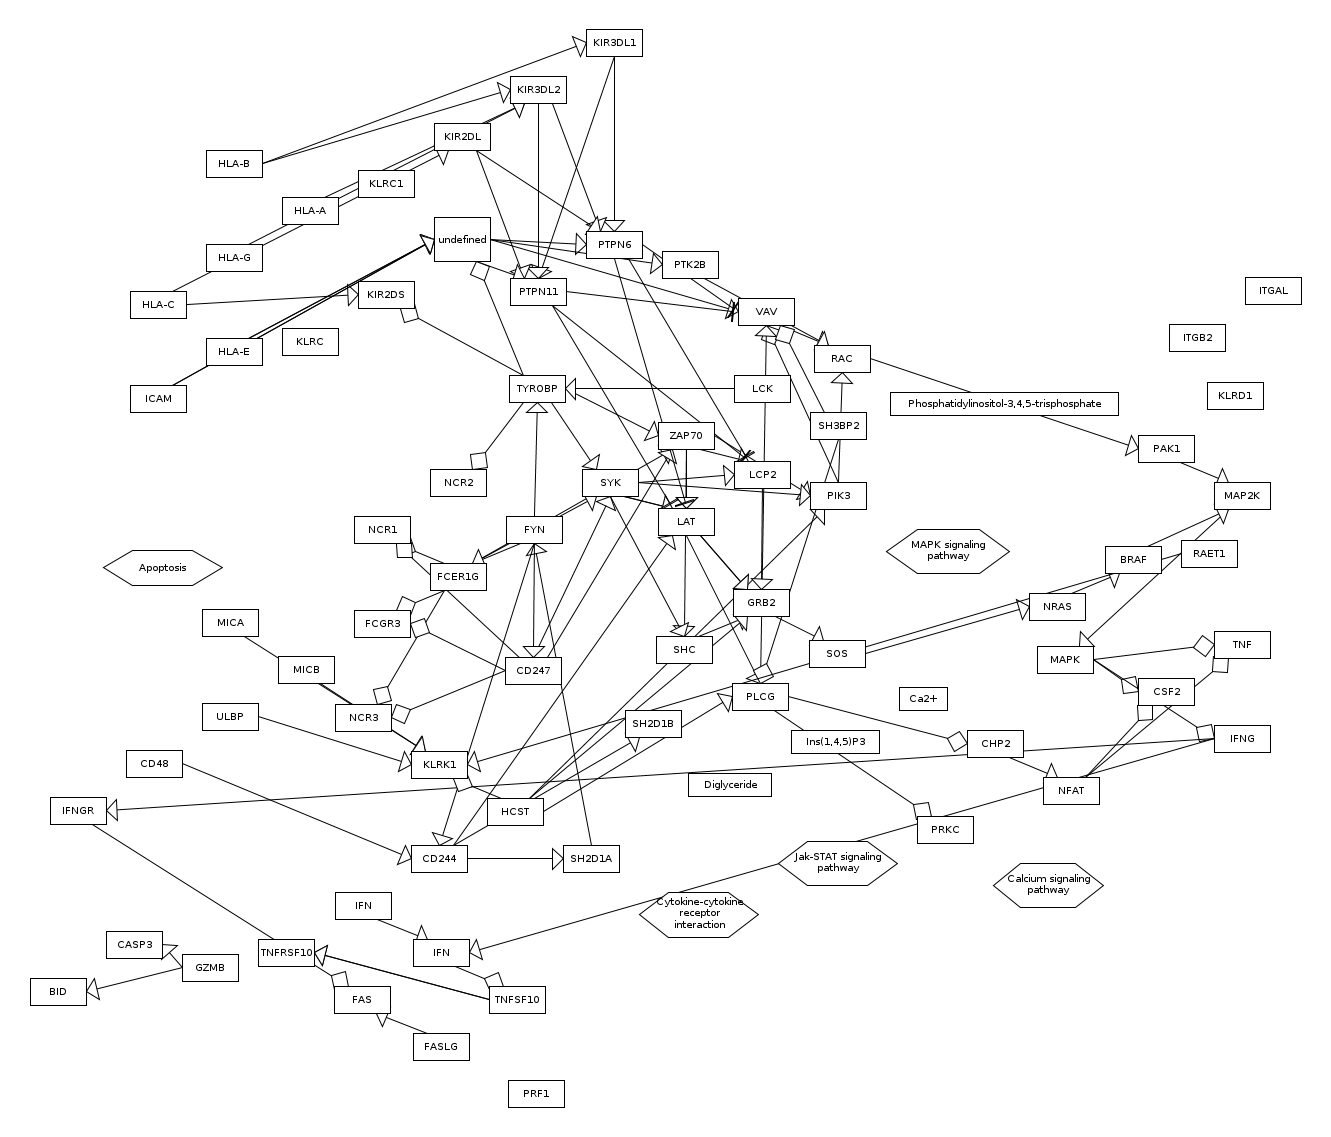 KIR3DL1
KIR3DL2
KIR2DL
HLA-B
KLRC1
HLA-A
undefined
PTPN6
HLA-G
PTK2B
ITGAL
PTPN11
KIR2DS
HLA-C
VAV
ITGB2
KLRC
HLA-E
RAC
TYROBP
LCK
KLRD1
ICAM
Phosphatidylinositol-3,4,5-trisphosphate
SH3BP2
ZAP70
PAK1
LCP2
NCR2
SYK
PIK3
MAP2K
LAT
NCR1
FYN
MAPK signaling
pathway
RAET1
BRAF
Apoptosis
FCER1G
GRB2
NRAS
MICA
FCGR3
TNF
SHC
SOS
MAPK
MICB
CD247
CSF2
PLCG
Ca2+
ULBP
NCR3
SH2D1B
IFNG
Ins(1,4,5)P3
CHP2
CD48
KLRK1
Diglyceride
NFAT
IFNGR
HCST
PRKC
CD244
SH2D1A
Jak-STAT signaling
pathway
Calcium signaling
pathway
IFN
Cytokine-cytokine
receptor
interaction
CASP3
TNFRSF10
IFN
GZMB
BID
FAS
TNFSF10
FASLG
PRF1